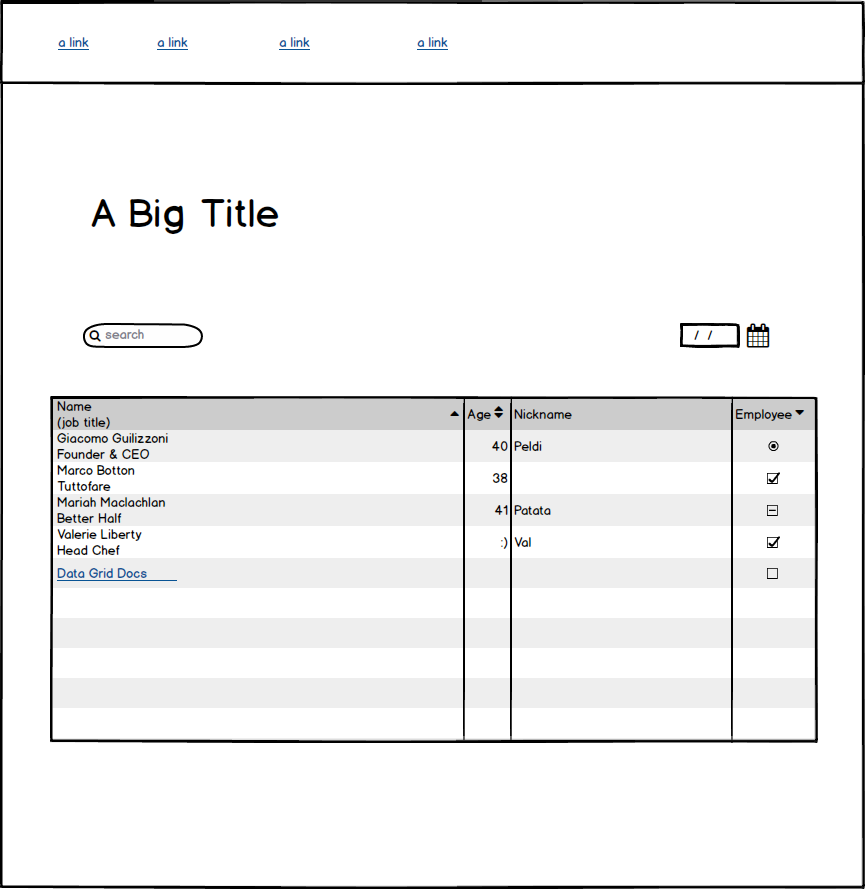 a link a link a link a link
A Big Title
search / /
Name
(job title) Age Nickname Employee
Giacomo Guilizzoni
Founder & CEO 40 Peldi
Marco Botton
Tuttofare 38
Mariah Maclachlan
Better Half 41 Patata
Valerie Liberty
Head Chef :) Val
Data Grid Docs